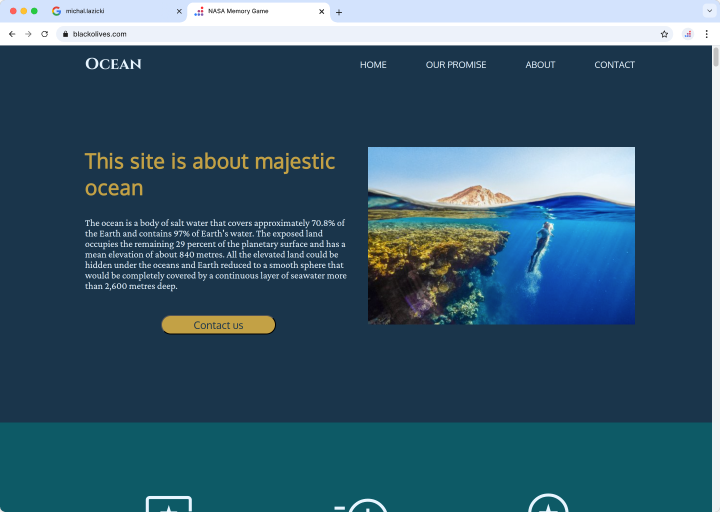 michal.lazicki
NASA Memory Game
blackolives.com
OCEAN
HOME
OUR PROMISE
ABOUT
CONTACT
This site is about majestic
ocean
The ocean is a body of salt water that covers approximately 70.8% of
the Earth and contains 97% of Earth's water. The exposed land
occupies the remaining 29 percent of the planetary surface and has a
mean elevation of about 840 metres. All the elevated land could be
hidden under the oceans and Earth reduced to a smooth sphere that
would be completely covered by a continuous layer of seawater more
than 2,600 metres deep.
Contact us